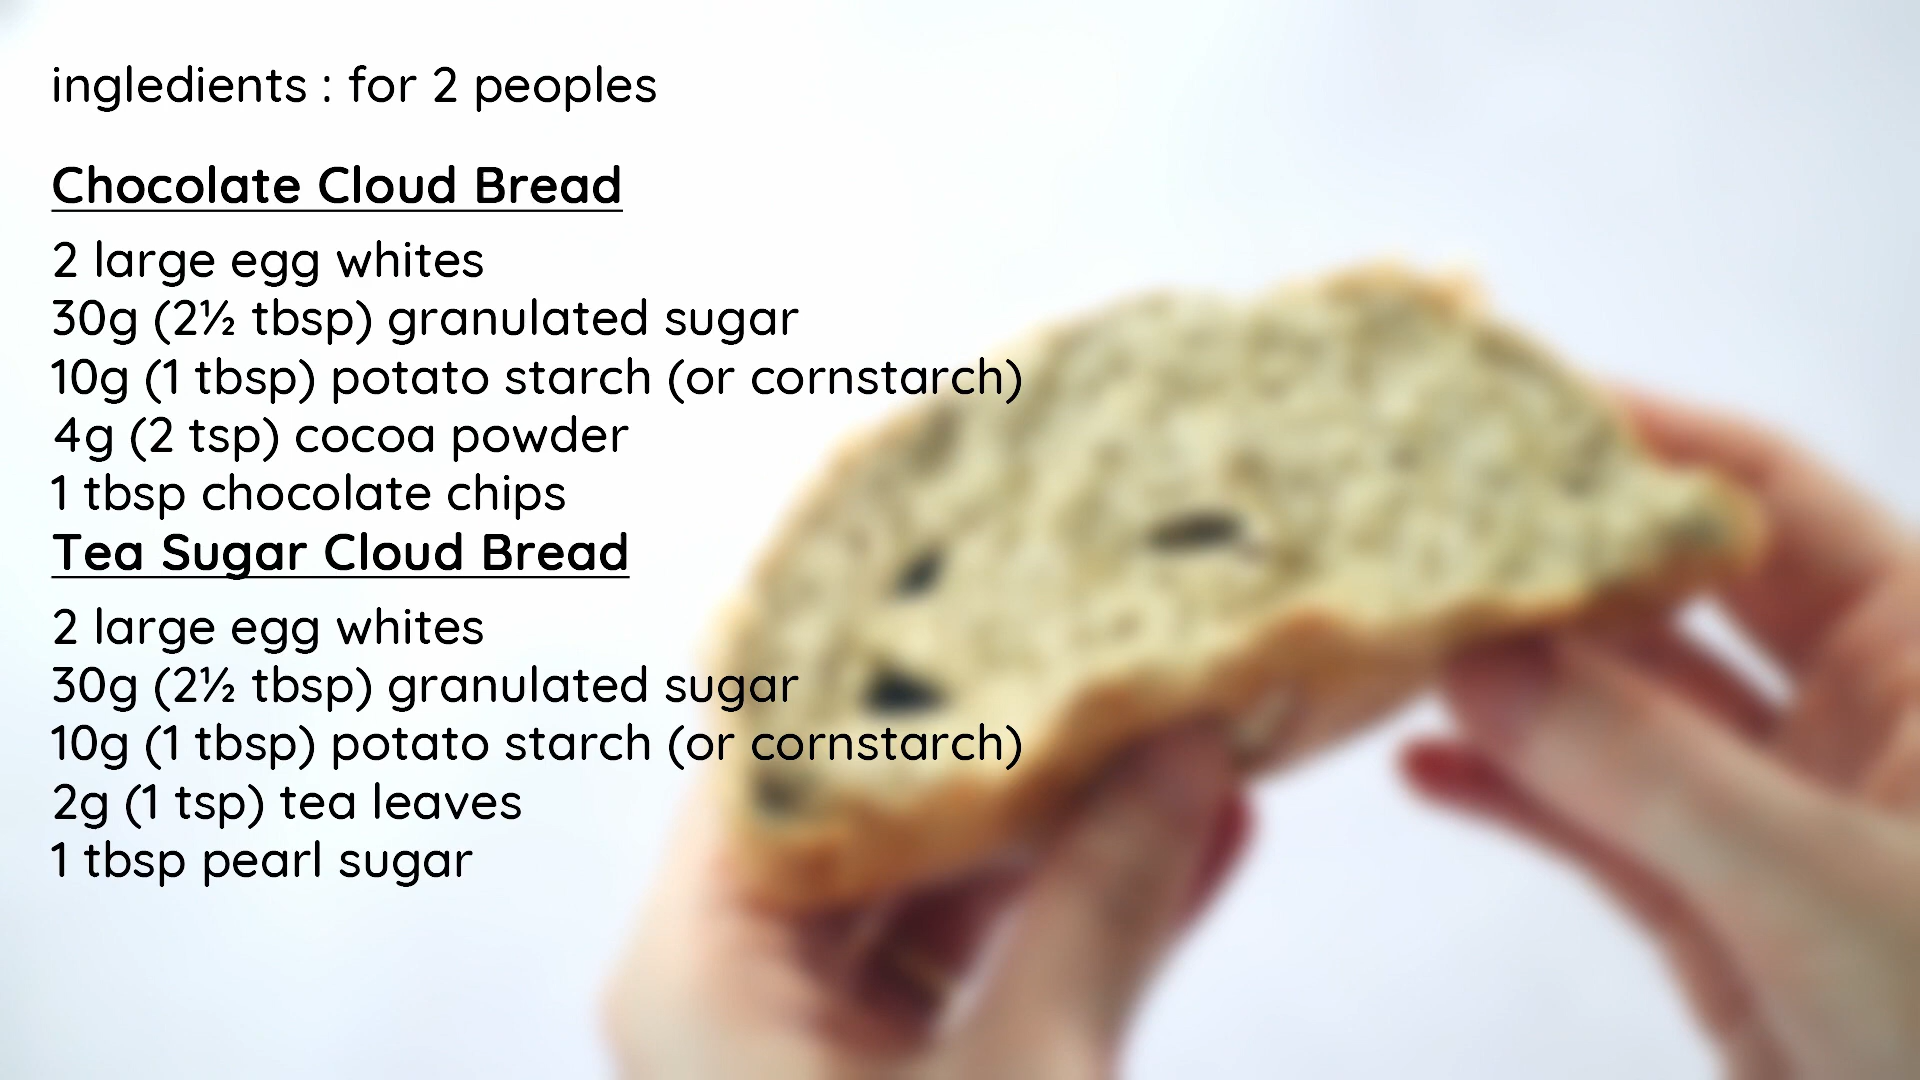 ingledients : for 2 peoples
Chocolate Cloud Bread
2 large egg whites
30g (2½ tbsp) granulated sugar
10g (1 tbsp) potato starch (or cornstarch)
4g (2 tsp) cocoa powder
1 tbsp chocolate chips
Tea Sugar Cloud Bread
2 large egg whites
30g (2½ tbsp) granulated sugar
10g (1 tbsp) potato starch (or cornstarch)
2g (1 tsp) tea leaves
1 tbsp pearl sugar